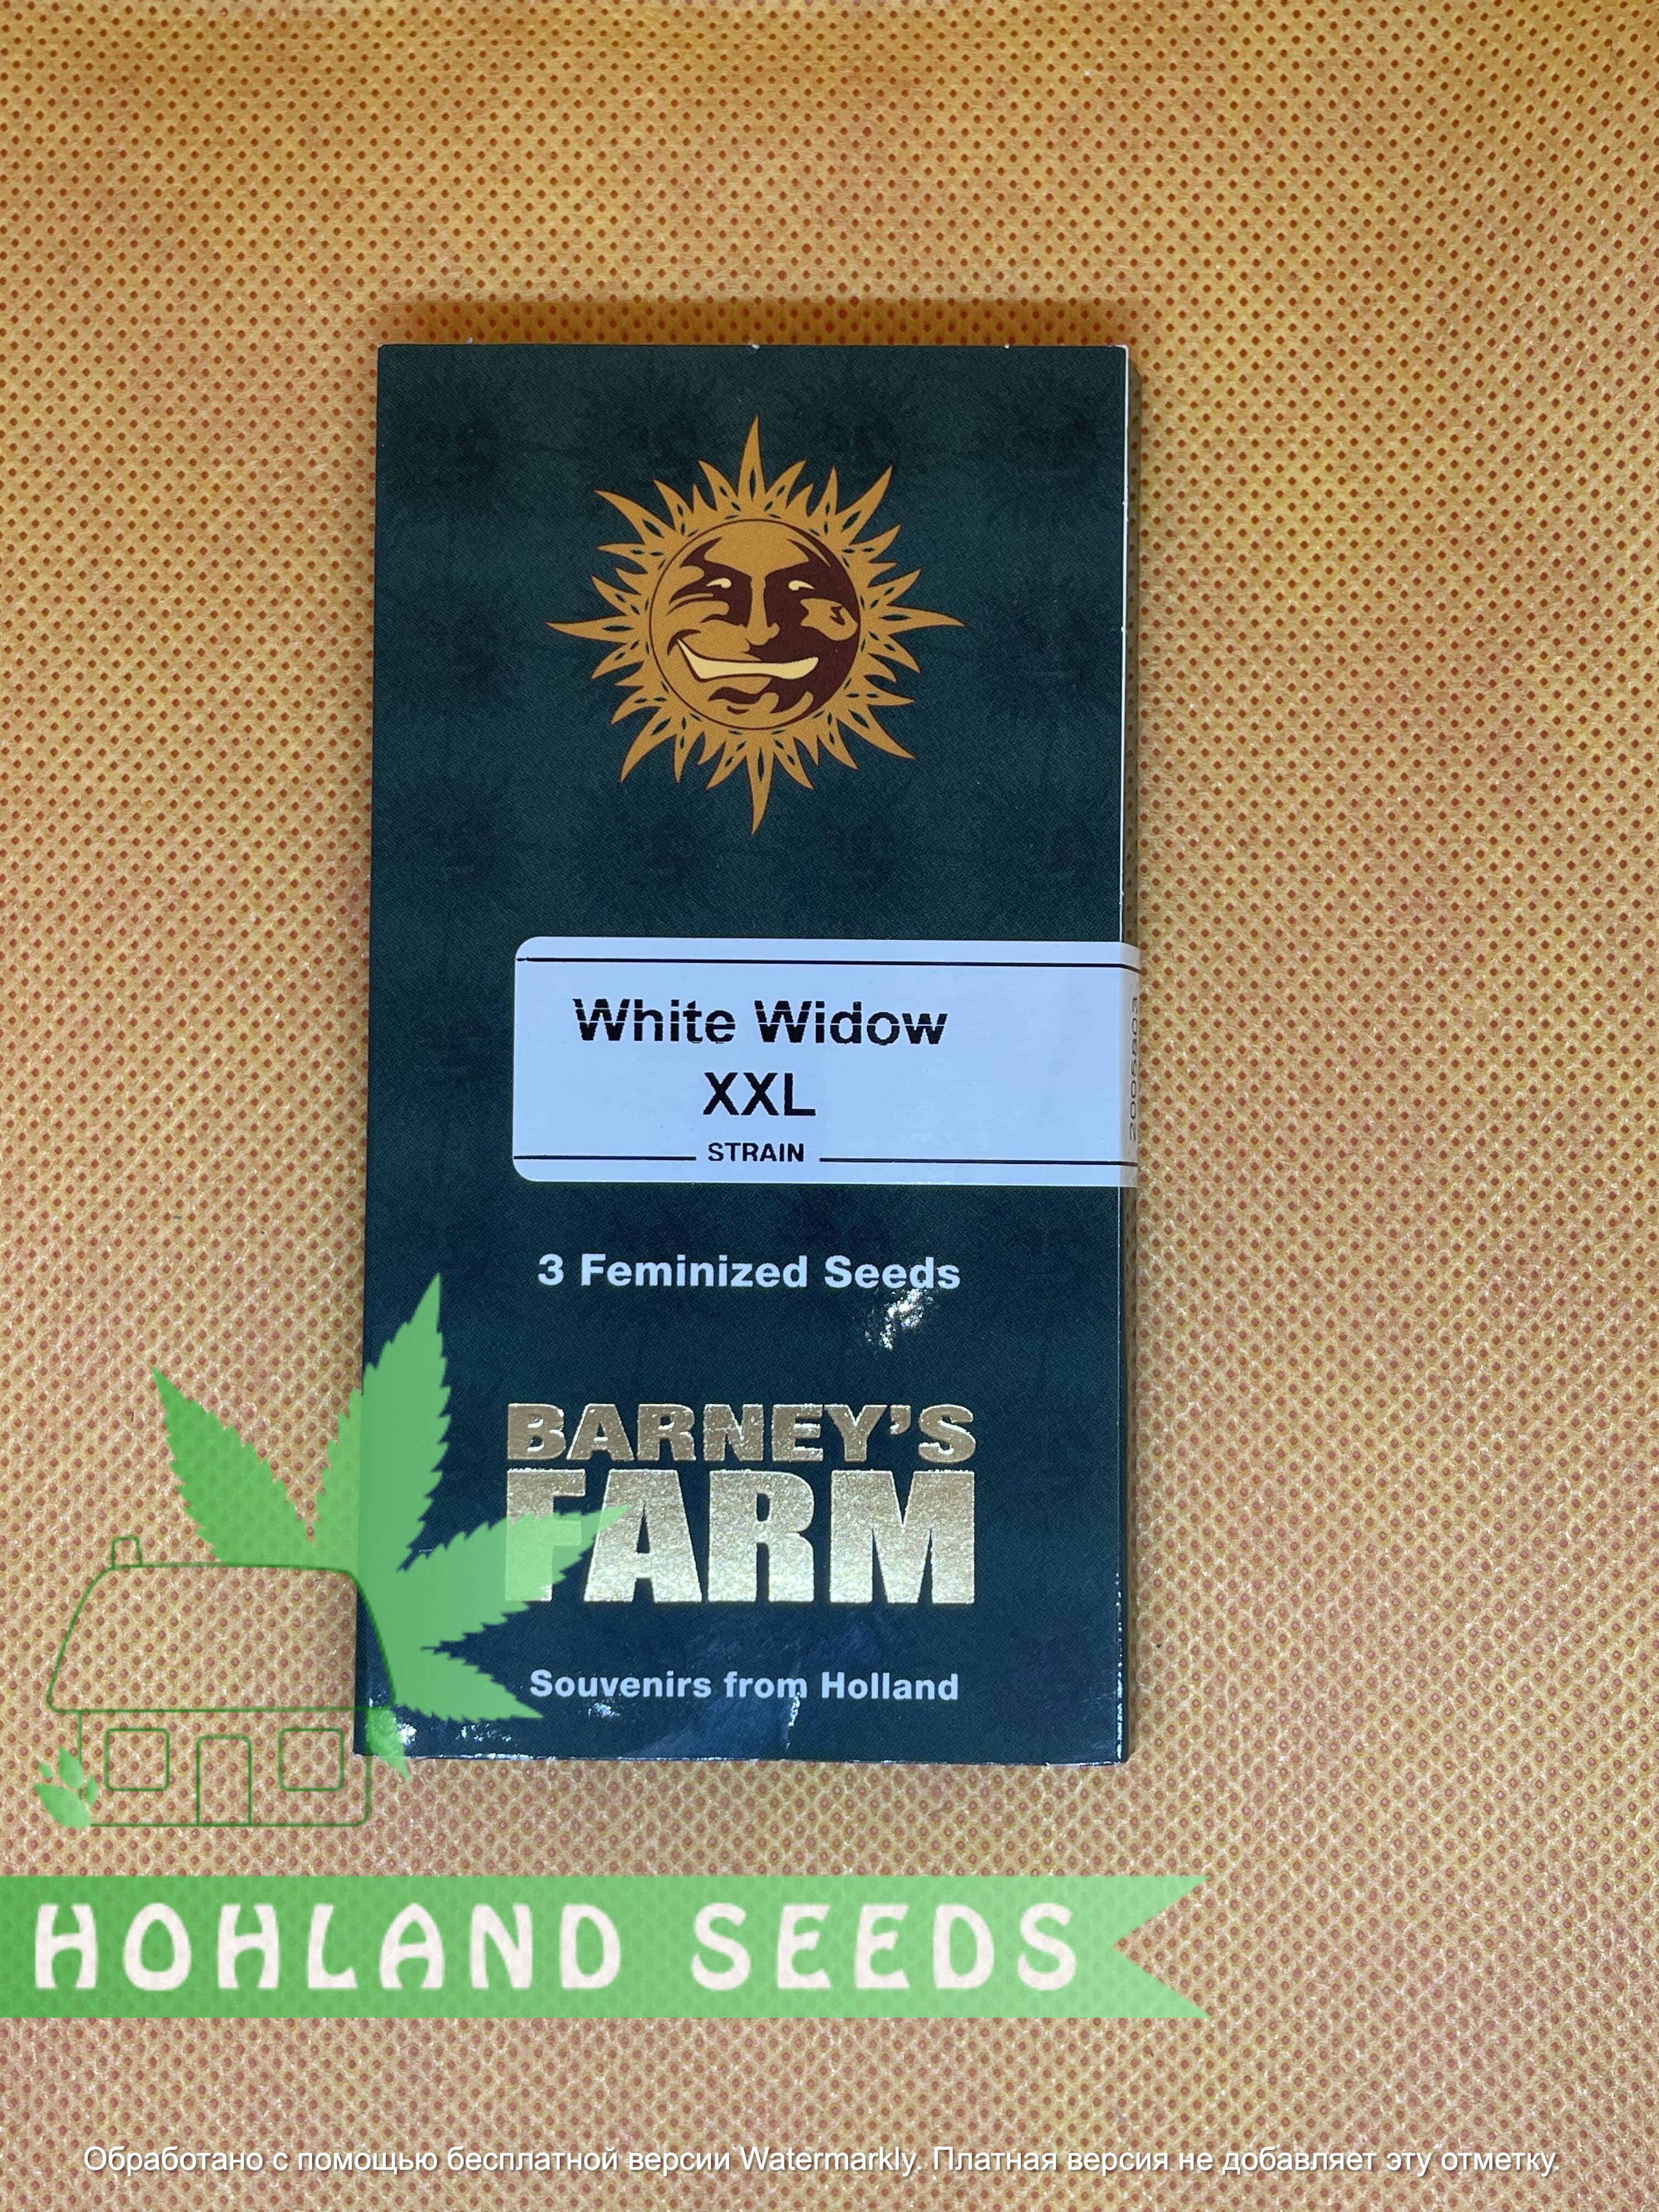 White Widow
XXL
STRAIN
3 Feminized Seeds
BARNEY'S
FARM
Souvenirs from Holland
HOHLAND SEEDS
Обработано с помощью бесплатной версии Watermarkly. Платная версия не добавляет эту отметку.